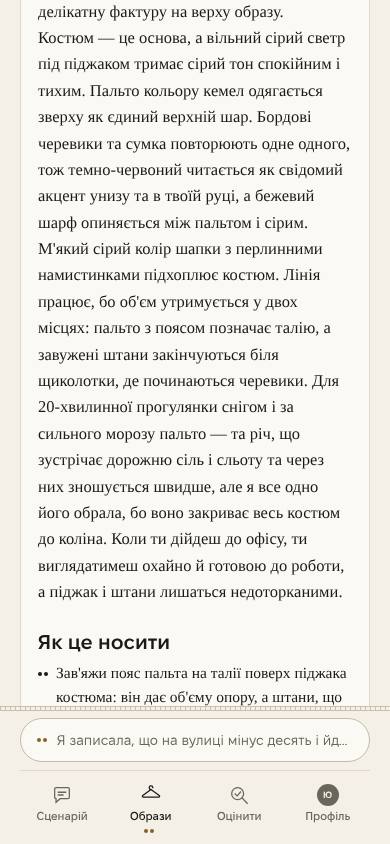 делікатну фактуру на верху образу.
Костюм — це основа, а вільний сірий светр
під піджаком тримає сірий тон спокійним і
тихим. Пальто кольору кемел одягається
зверху як єдиний верхній шар. Бордові
черевики та сумка повторюють одне одного,
тож темно-червоний читається як свідомий
акцент унизу та в твоїй руці, а бежевий
шарф опиняється між пальтом і сірим.
М'який сірий колір шапки з перлинними
намистинками підхоплює костюм. Лінія
працює, бо об'єм утримується у двох
місцях: пальто з поясом позначає талію, а
завужені штани закінчуються біля
щиколотки, де починаються черевики. Для
20-хвилинної прогулянки снігом і за
сильного морозу пальто — та річ, що
зустрічає дорожню сіль і сльоту та через
них зношується швидше, але я все одно
його обрала, бо воно закриває весь костюм
до коліна. Коли ти дійдеш до офісу, ти
виглядатимеш охайно й готовою до роботи,
а піджак і штани лишаться недоторканими.
Як це носити
Зав'яжи пояс пальта на талії поверх піджака
костюма: він дає об'єму опору, а штани, що
Я записала, що на вулиці мінус десять і йд...
Сценарій
Образи
Оцінити
Ю
Профіль